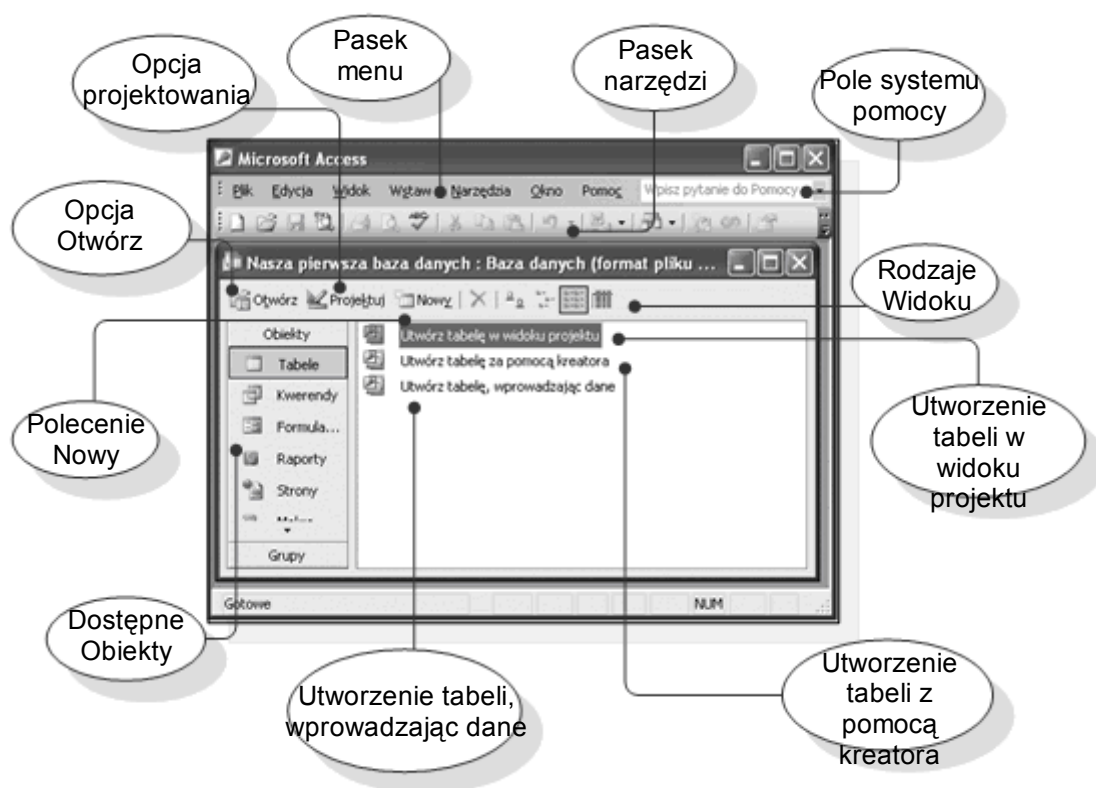 Opcja
projektowania
Pasek
menu
Pasek
narzędzi
Pole systemu
pomocy
Opcja
Otwórz
Microsoft Access
Plik Edycja Widok Wstaw Narzędzia Okno Pomoc Wpisz pytanie do Pomocy
Nasza pierwsza baza danych : Baza danych (format pliku ...
Otwórz Projektuj Nowy
Rodzaje
Widoku
Obiekty
Tabele
Kwerendy
Formula...
Raporty
Strony
Grupy
Utwórz tabelę w widoku projektu
Utwórz tabelę za pomocą kreatora
Utwórz tabelę, wprowadzając dane
Polecenie
Nowy
Utworzenie
tabeli w
widoku
projektu
Gotowe NUM
Dostępne
Obiekty
Utworzenie tabeli,
wprowadzając dane
Utworzenie
tabeli z
pomocą
kreatora